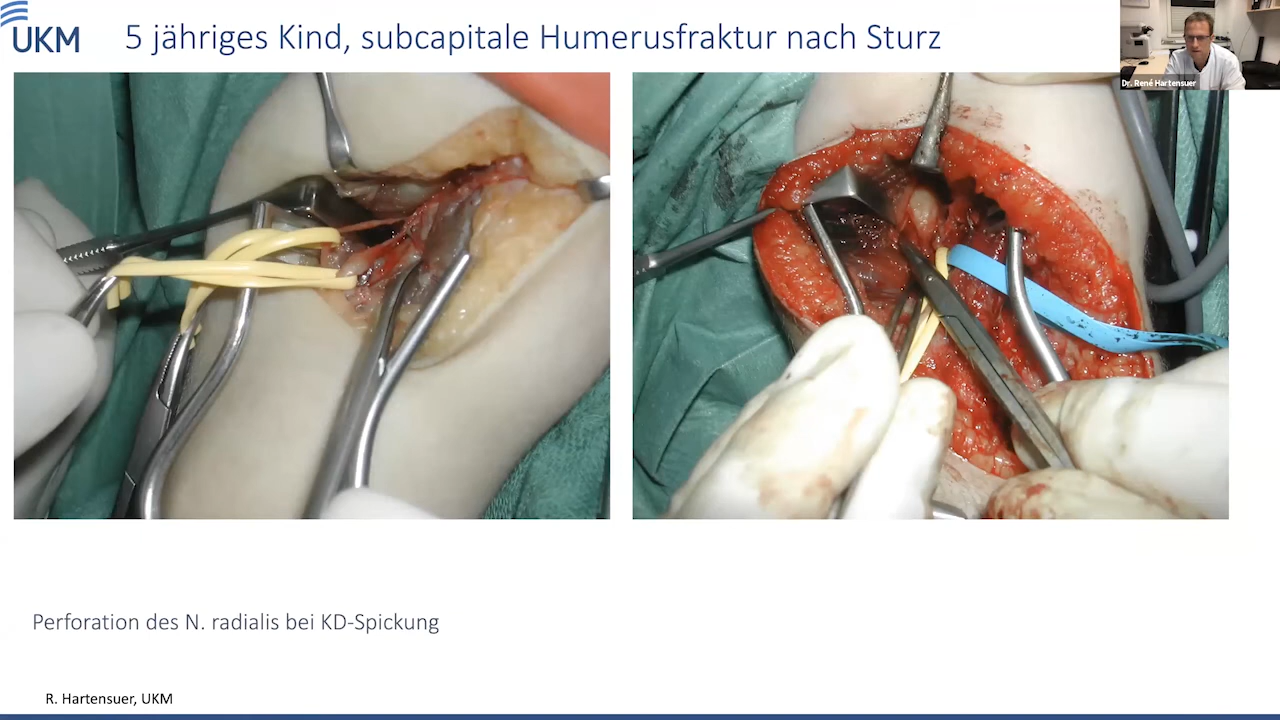 UKM
5 jähriges Kind, subcapitale Humerusfraktur nach Sturz
Dr. René Hartensuer
Perforation des N. radialis bei KD-Spickung
R. Hartensuer, UKM